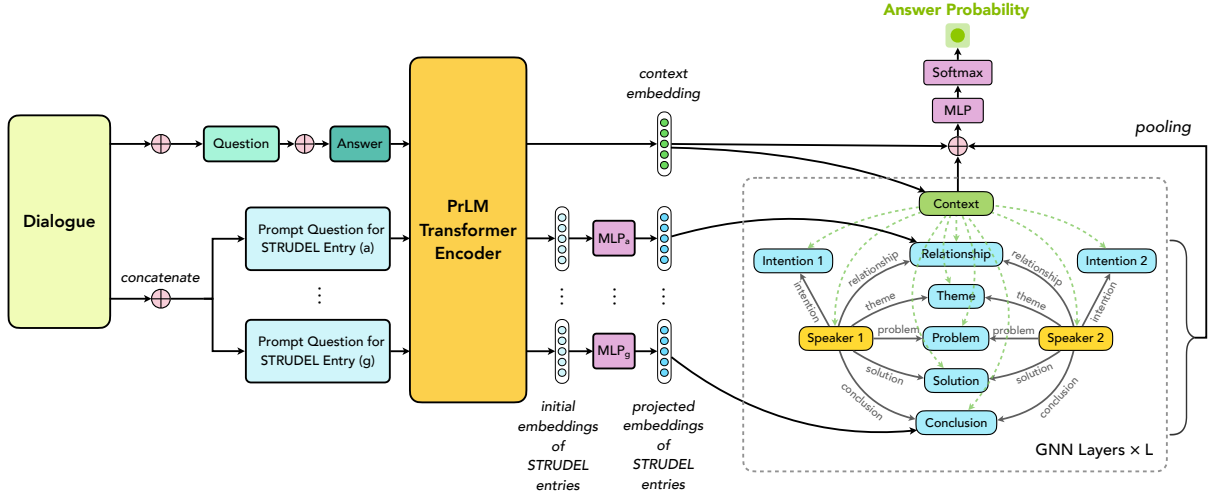 Answer Probability
Softmax
MLP
pooling
context
embedding
Dialogue
Question
Answer
PrLM
Transformer
Encoder
concatenate
Prompt Question for
STRUDEL Entry (a)
⋮
Prompt Question for
STRUDEL Entry (g)
MLPa
⋮
⋮
⋮
MLPg
initial
embeddings
of
STRUDEL
entries
projected
embeddings
of
STRUDEL
entries
Context
Intention 1
Relationship
Intention 2
relationship
relationship
intention
intention
Theme
theme
theme
Speaker 1
problem
Problem
problem
Speaker 2
solution
Solution
solution
conclusion
Conclusion
conclusion
GNN Layers × L